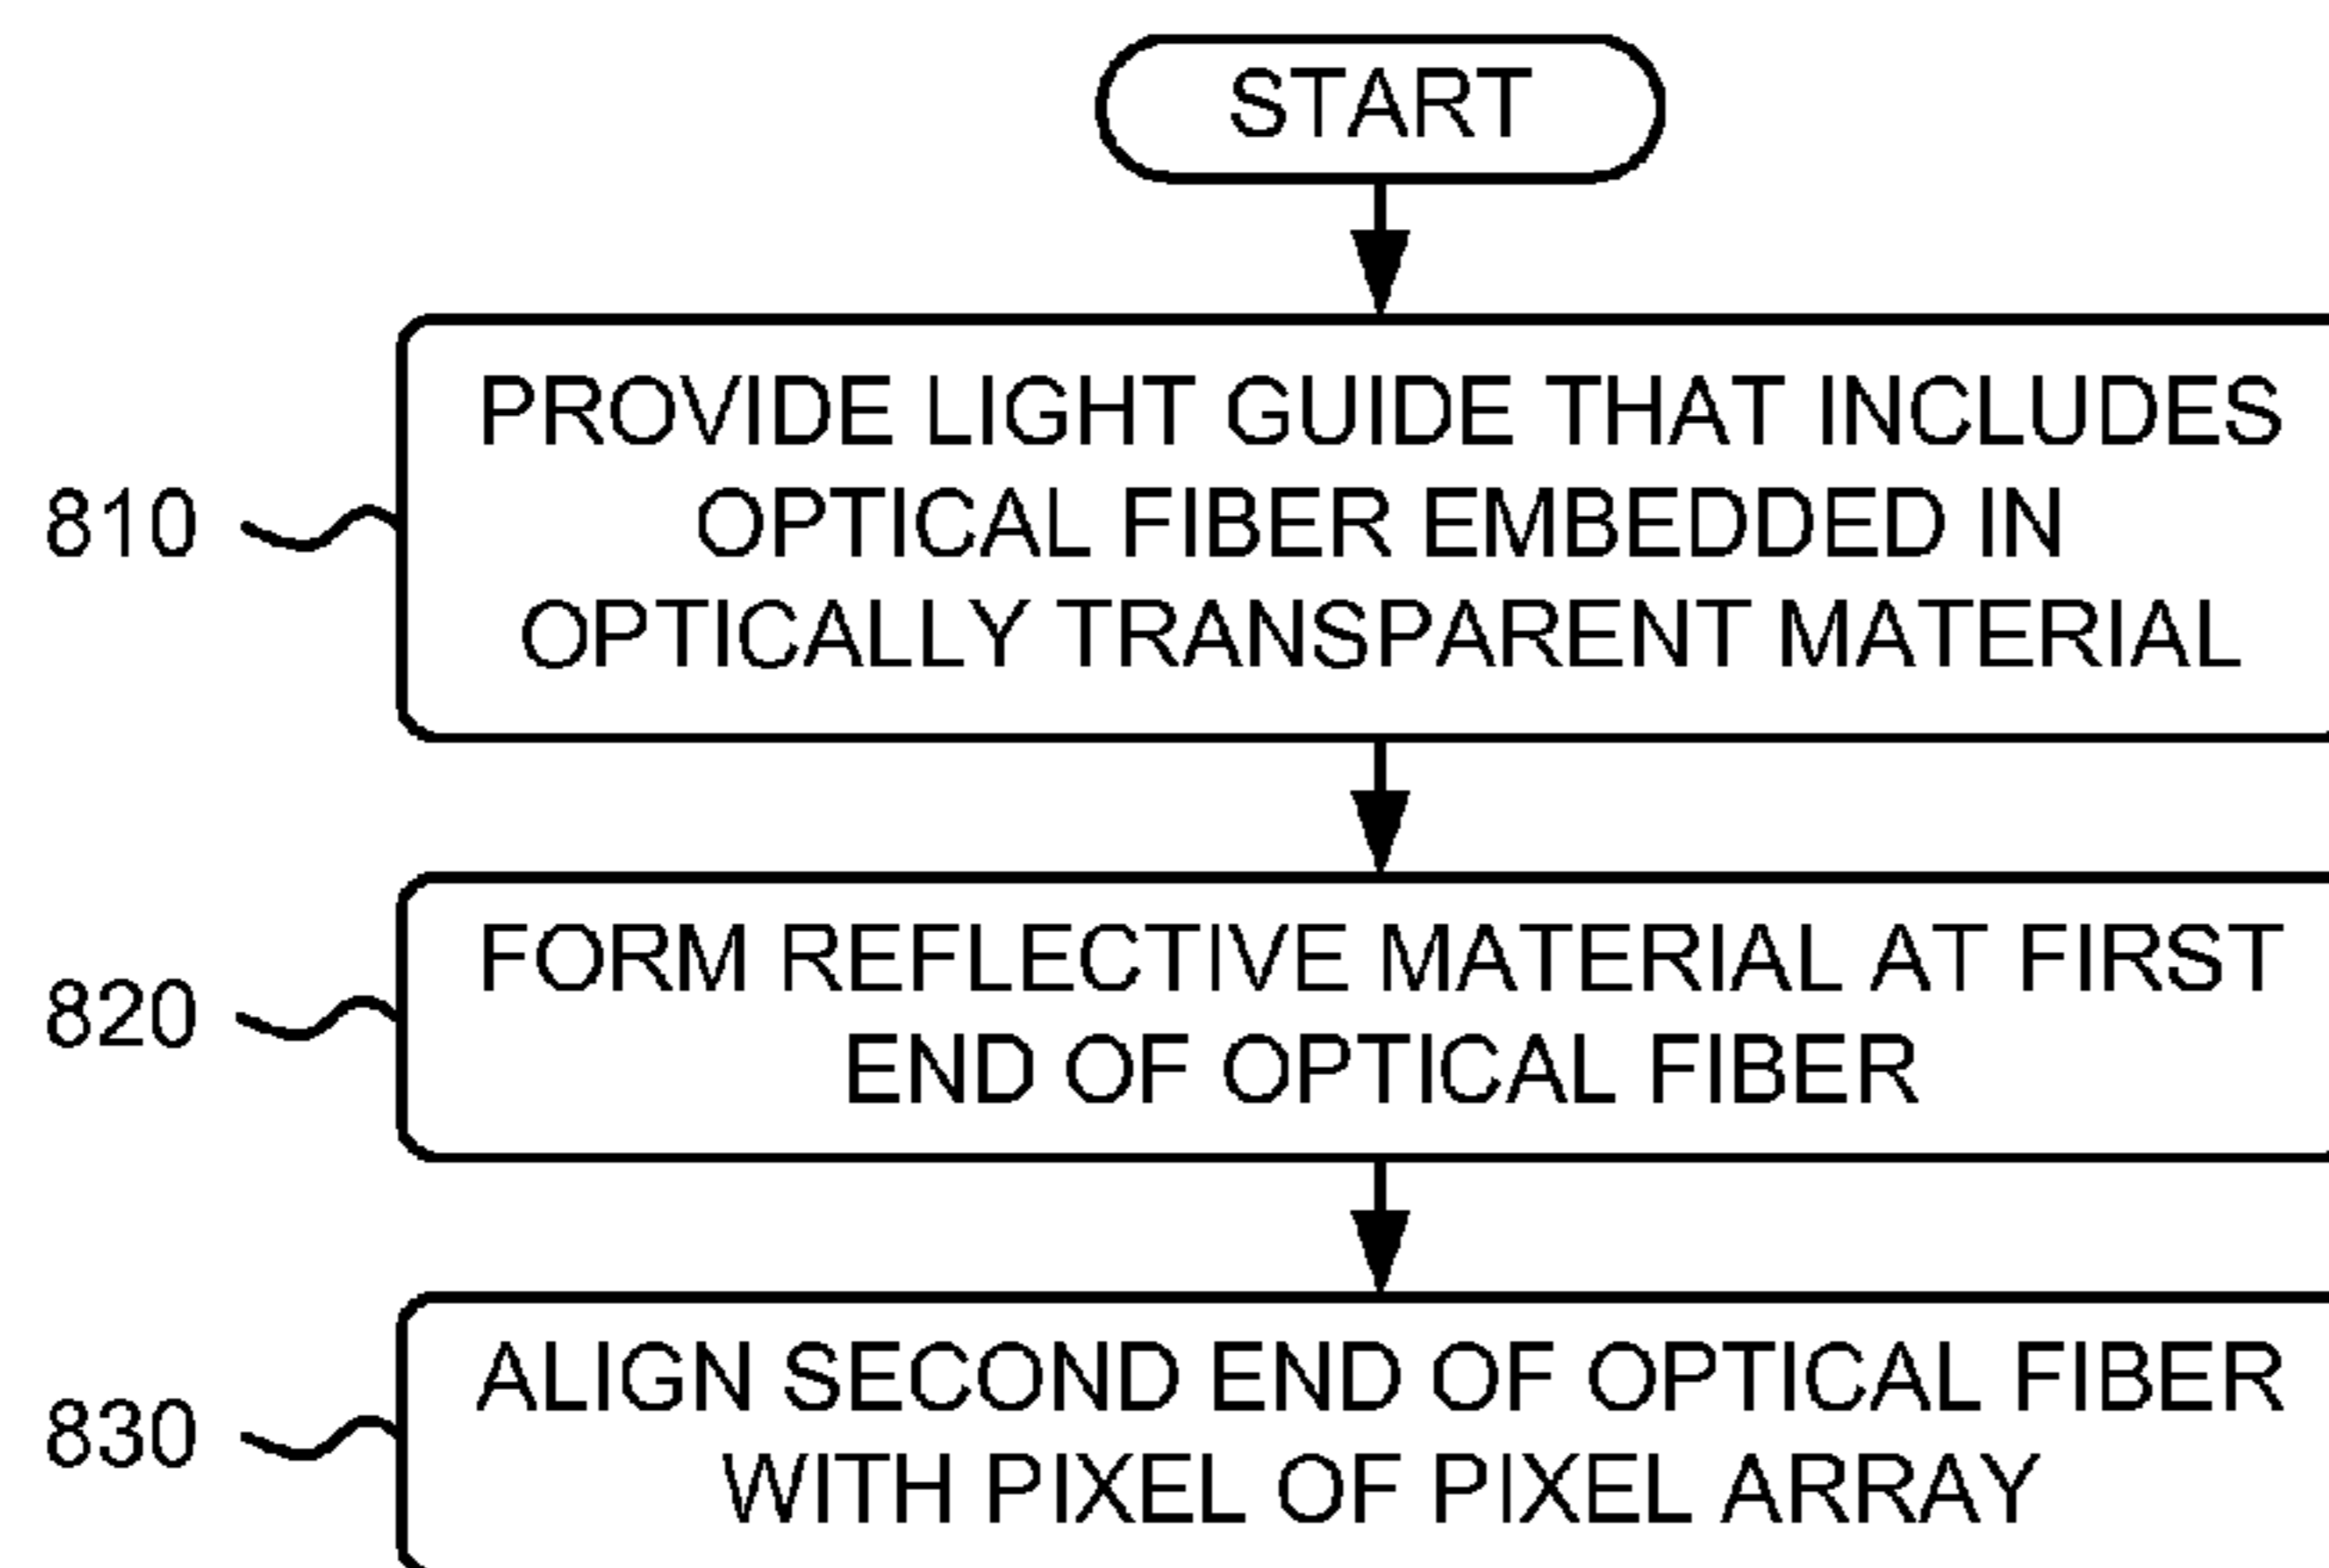 START
PROVIDE LIGHT GUIDE THAT INCLUDES
OPTICAL FIBER EMBEDDED IN
OPTICALLY TRANSPARENT MATERIAL
810
FORM REFLECTIVE MATERIAL AT FIRST
END OF OPTICAL FIBER
820
ALIGN SECOND END OF OPTICAL FIBER
WITH PIXEL OF PIXEL ARRAY
830